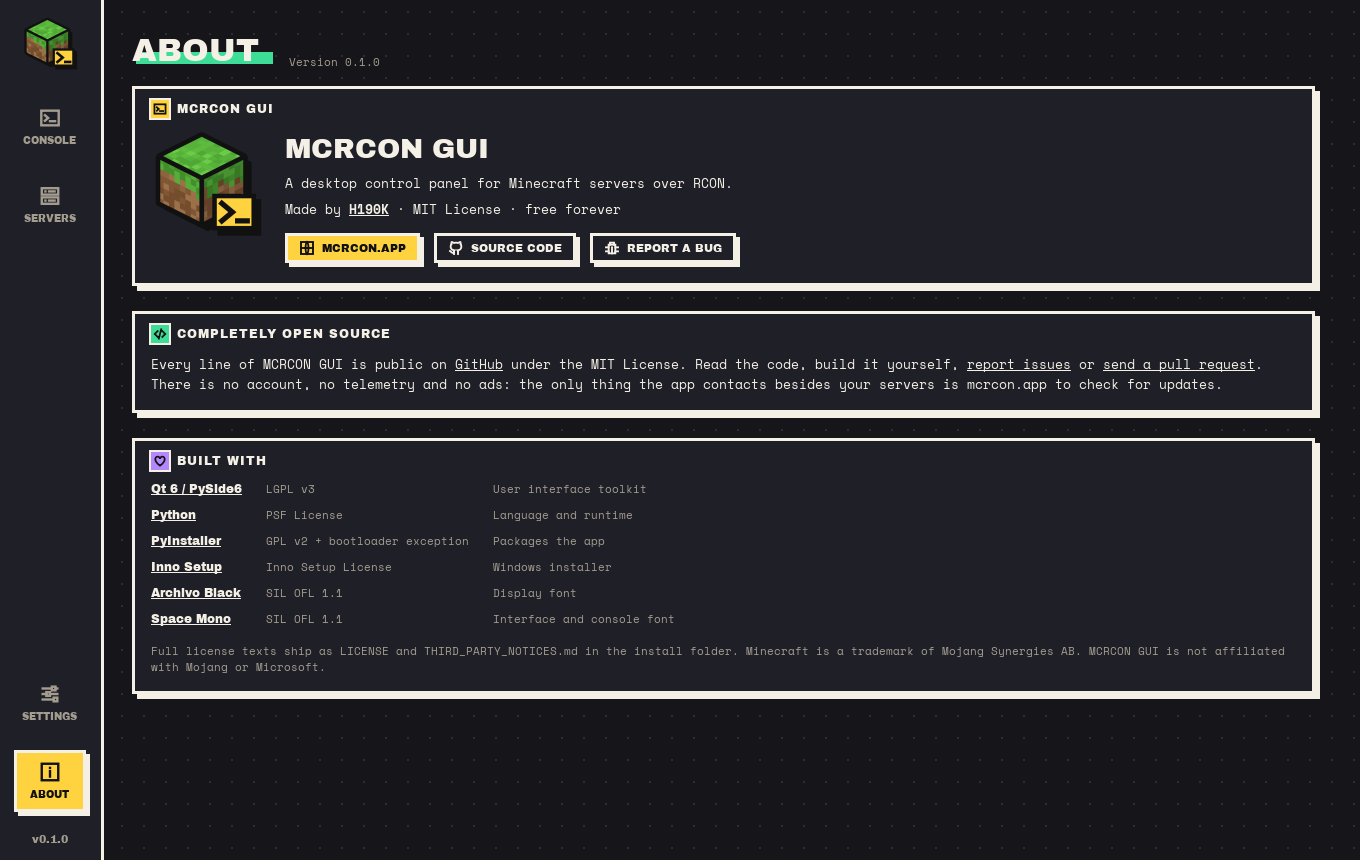 ABOUT
Version 0.1.0
CONSOLE
SERVERS
SETTINGS
ABOUT
v0.1.0
MCRCON GUI
MCRCON GUI
A desktop control panel for Minecraft servers over RCON.
Made by H190K · MIT License · free forever
MCRCON.APP
SOURCE CODE
REPORT A BUG
COMPLETELY OPEN SOURCE
Every line of MCRCON GUI is public on GitHub under the MIT License. Read the code, build it yourself, report issues or send a pull request.
There is no account, no telemetry and no ads: the only thing the app contacts besides your servers is mcrcon.app to check for updates.
BUILT WITH
Qt 6 / PySide6 LGPL v3 User interface toolkit
Python PSF License Language and runtime
PyInstaller GPL v2 + bootloader exception Packages the app
Inno Setup Inno Setup License Windows installer
Archivo Black SIL OFL 1.1 Display font
Space Mono SIL OFL 1.1 Interface and console font
Full license texts ship as LICENSE and THIRD_PARTY_NOTICES.md in the install folder. Minecraft is a trademark of Mojang Synergies AB. MCRCON GUI is not affiliated
with Mojang or Microsoft.